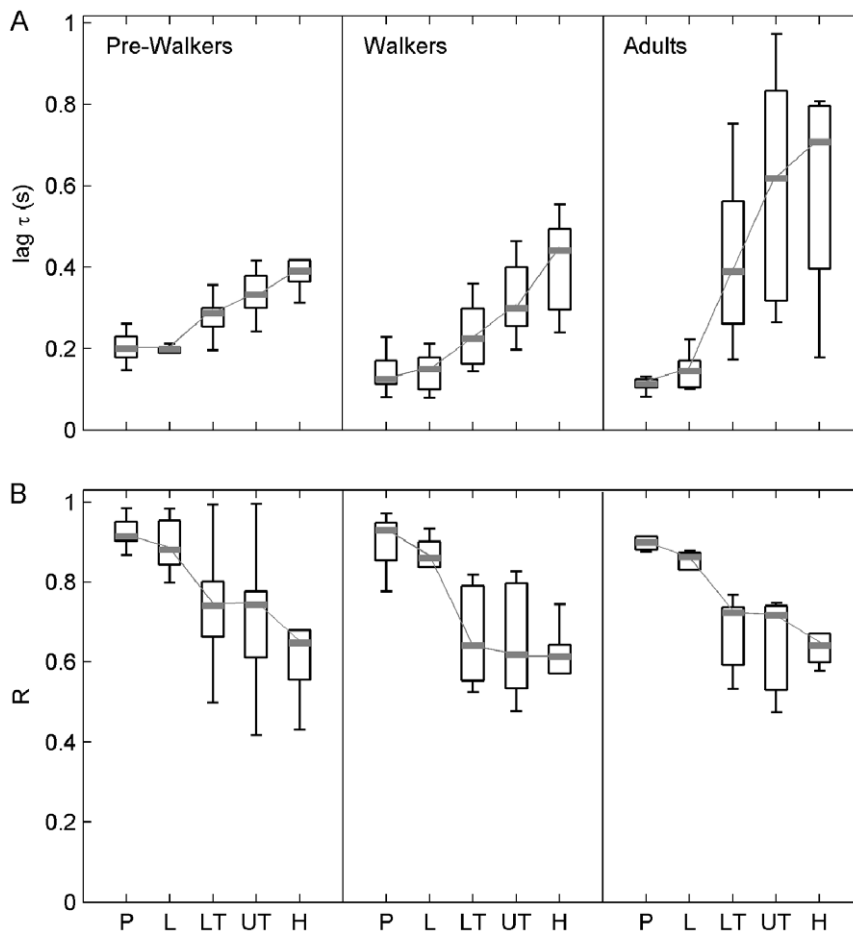 A
Pre-Walkers Walkers Adults
1
0.8
0.6
0.4
0.2
0
lag τ (s)
B
1
0.8
0.6
0.4
0.2
0
R
P L LT UT H P L LT UT H P L LT UT H